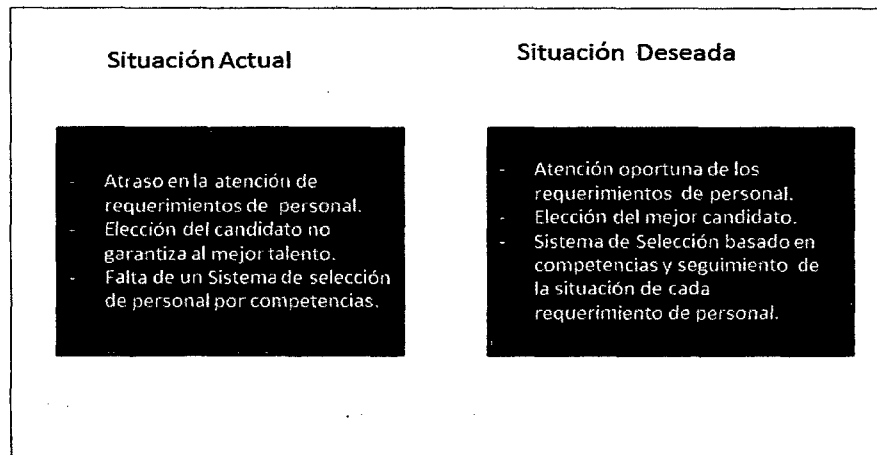 Situación Actual
Situación Deseada
- Atraso en la atención de
requerimientos de personal.
- Elección del candidato no
garantiza al mejor talento.
- Falta de un Sistema de selección
de personal por competencias.
- Atención oportuna de los
requerimientos de personal.
- Elección del mejor candidato.
- Sistema de Selección basado en
competencias y seguimiento de
la situación de cada
requerimiento de personal.